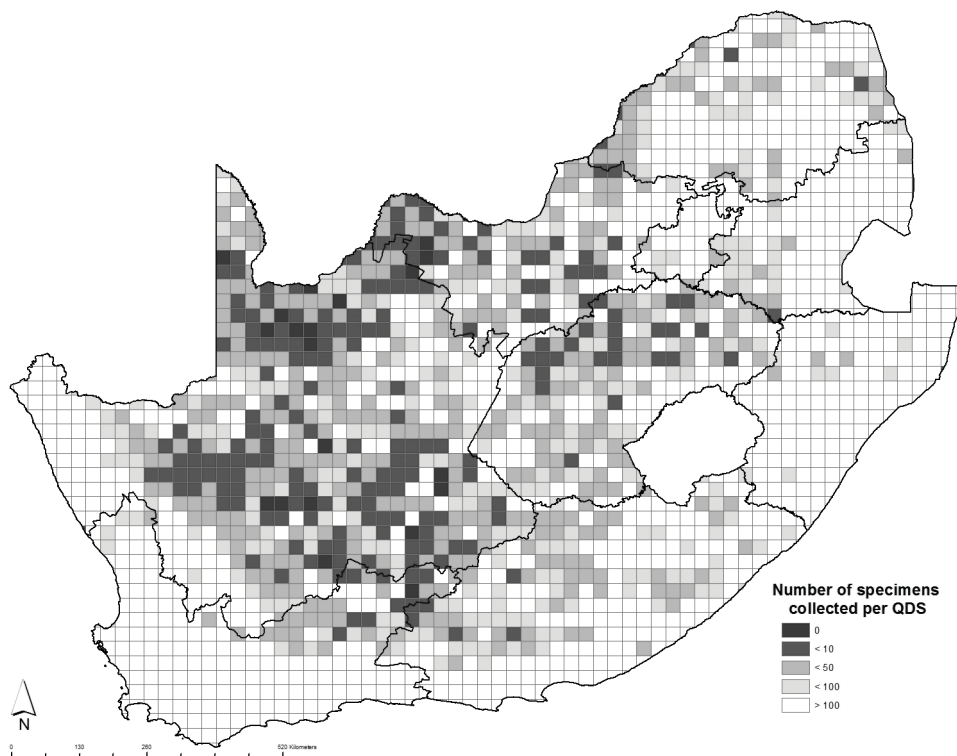 Number of specimens
collected per QDS
0
< 10
< 50
< 100
> 100
N
0 130 260 520 Kilometers